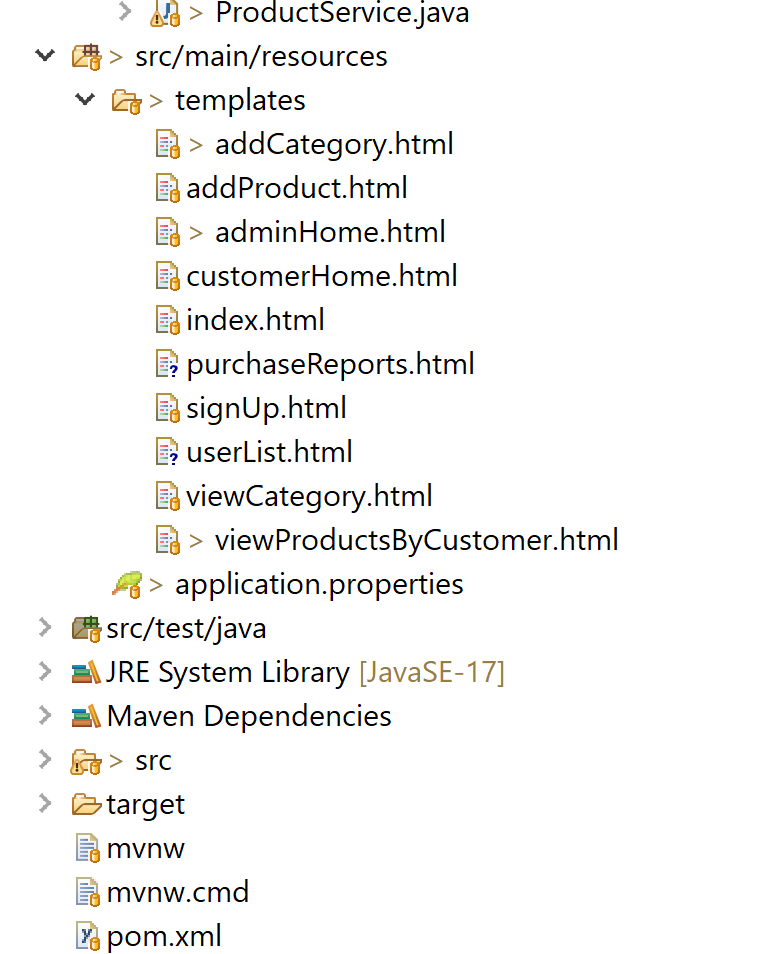 > ProductService.java
> src/main/resources
> templates
> addCategory.html
addProduct.html
> adminHome.html
customerHome.html
index.html
purchaseReports.html
signUp.html
userList.html
viewCategory.html
> viewProductsByCustomer.html
> application.properties
src/test/java
JRE System Library [JavaSE-17]
Maven Dependencies
> src
target
mvnw
mvnw.cmd
pom.xml